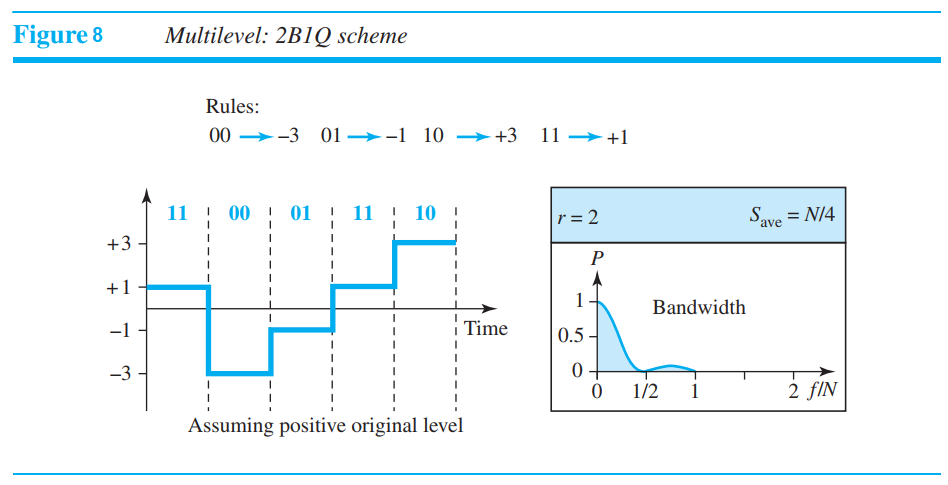 Figure 8 Multilevel: 2B1Q scheme
Rules:
00 → −3 01 → −1 10 → +3 11 → +1
11 00 01 11 10
+3
+1
−1
−3
Time
Assuming positive original level
r = 2 Save = N/4
P
1
Bandwidth
0.5
0
0 1/2 1 2 f/N